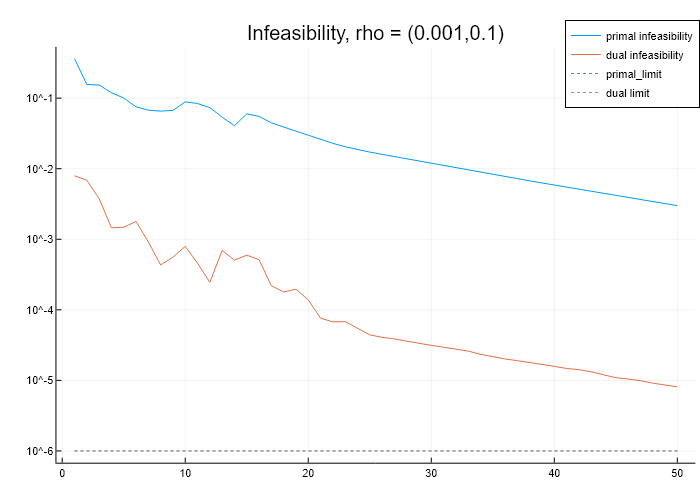 Infeasibility, rho = (0.001,0.1)
primal infeasibility
dual infeasibility
primal_limit
dual limit
10^-1
10^-2
10^-3
10^-4
10^-5
10^-6
0 10 20 30 40 50